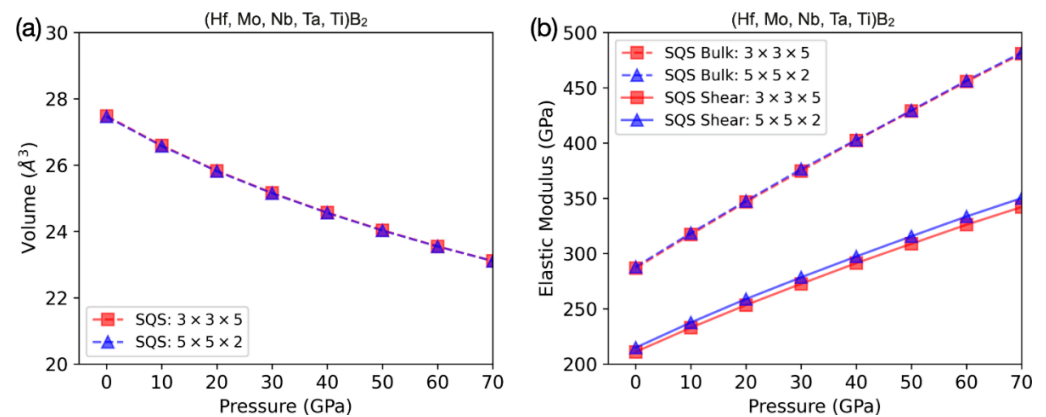 (a)
(Hf, Mo, Nb, Ta, Ti)B₂
30
28
26
24
22
20
Volume (Å³)
SQS: 3 × 3 × 5
SQS: 5 × 5 × 2
0 10 20 30 40 50 60 70
Pressure (GPa)
(b)
(Hf, Mo, Nb, Ta, Ti)B₂
500
450
400
350
300
250
200
Elastic Modulus (GPa)
SQS Bulk: 3 × 3 × 5
SQS Bulk: 5 × 5 × 2
SQS Shear: 3 × 3 × 5
SQS Shear: 5 × 5 × 2
0 10 20 30 40 50 60 70
Pressure (GPa)